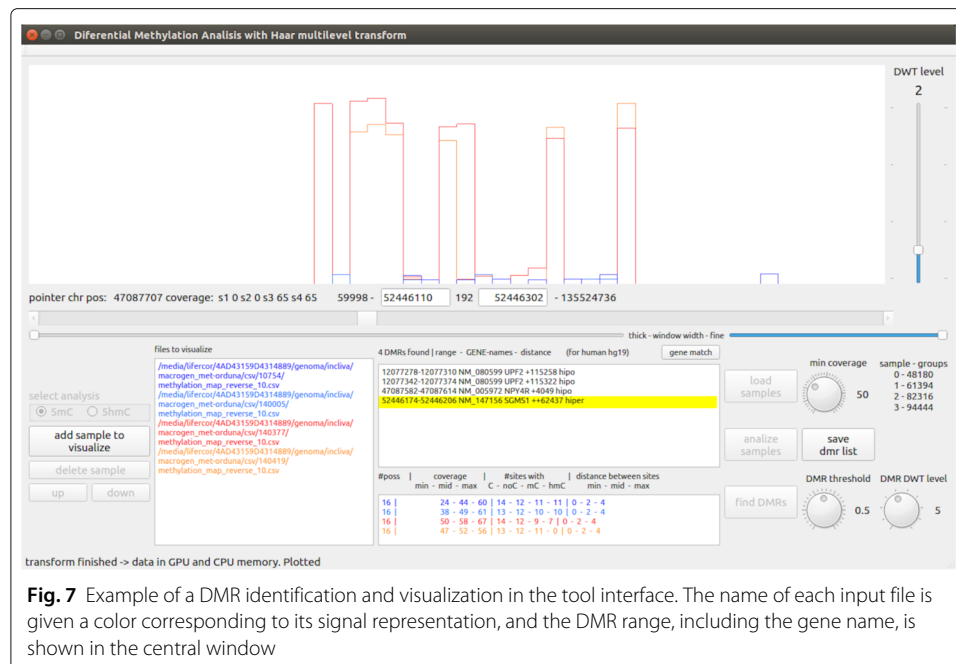 Diferential Methylation Analisis with Haar multilevel transform
DWT level
2
pointer chr pos: 47087707 coverage: s1 0 s2 0 s3 65 s4 65 59998 - 52446110 192 52446302 - 135524736
thick - window width - fine
files to visualize
/media/lifercor/4AD43159D4314889/genoma/incliva/
macrogen_met-orduna/csv/10754/
methylation_map_reverse_10.csv
/media/lifercor/4AD43159D4314889/genoma/incliva/
macrogen_met-orduna/csv/140005/
methylation_map_reverse_10.csv
/media/lifercor/4AD43159D4314889/genoma/incliva/
macrogen_met-orduna/csv/140377/
methylation_map_reverse_10.csv
/media/lifercor/4AD43159D4314889/genoma/incliva/
macrogen_met-orduna/csv/140419/
methylation_map_reverse_10.csv
select analysis
5mC 5hmC
add sample to
visualize
delete sample
up down
4 DMRs found | range - GENE-names - distance (for human hg19) gene match
12077278-12077310 NM_080599 UPF2 +115258 hipo
12077342-12077374 NM_080599 UPF2 +115322 hipo
47087582-47087614 NM_005972 NPY4R +4049 hipo
52446174-52446206 NM_147156 SGMS1 ++62437 hiper
#poss | coverage | #sites with | distance between sites
min - mid - max C - noC - mC - hmC min - mid - max
16 | 24 - 44 - 60 | 14 - 12 - 11 - 11 | 0 - 2 - 4
16 | 38 - 49 - 61 | 13 - 12 - 10 - 10 | 0 - 2 - 4
16 | 50 - 58 - 67 | 14 - 12 - 9 - 7 | 0 - 2 - 4
16 | 47 - 52 - 56 | 13 - 12 - 11 - 0 | 0 - 2 - 4
load
samples
min coverage
50
sample - groups
0 - 48180
1 - 61394
2 - 82316
3 - 94444
analize
samples
save
dmr list
find DMRs
DMR threshold
0.5
DMR DWT level
5
transform finished -> data in GPU and CPU memory. Plotted
Fig. 7 Example of a DMR identification and visualization in the tool interface. The name of each input file is
given a color corresponding to its signal representation, and the DMR range, including the gene name, is
shown in the central window